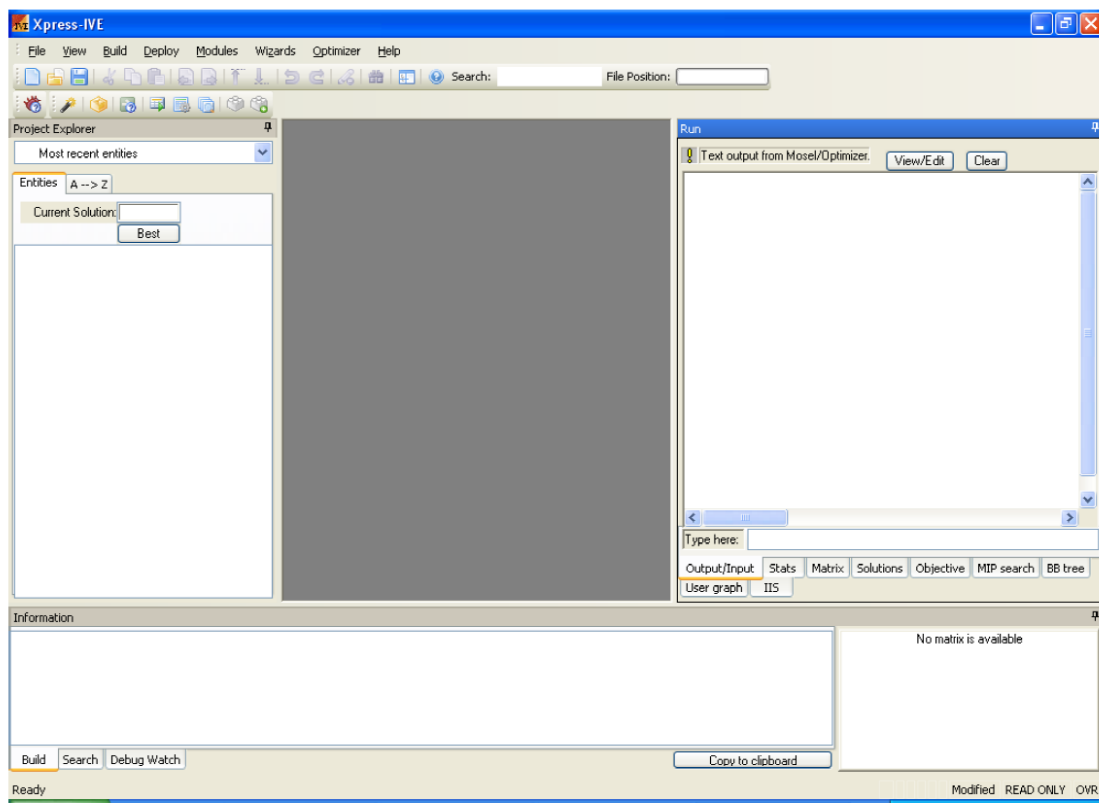 Xpress-IVE
File View Build Deploy Modules Wizards Optimizer Help
Search: File Position:
Project Explorer
Most recent entities
Entities A --> Z
Current Solution:
Best
Run
Text output from Mosel/Optimizer. View/Edit Clear
Type here:
Output/Input Stats Matrix Solutions Objective MIP search BB tree
User graph IIS
Information
No matrix is available
Build Search Debug Watch
Copy to clipboard
Ready Modified READ ONLY OVR